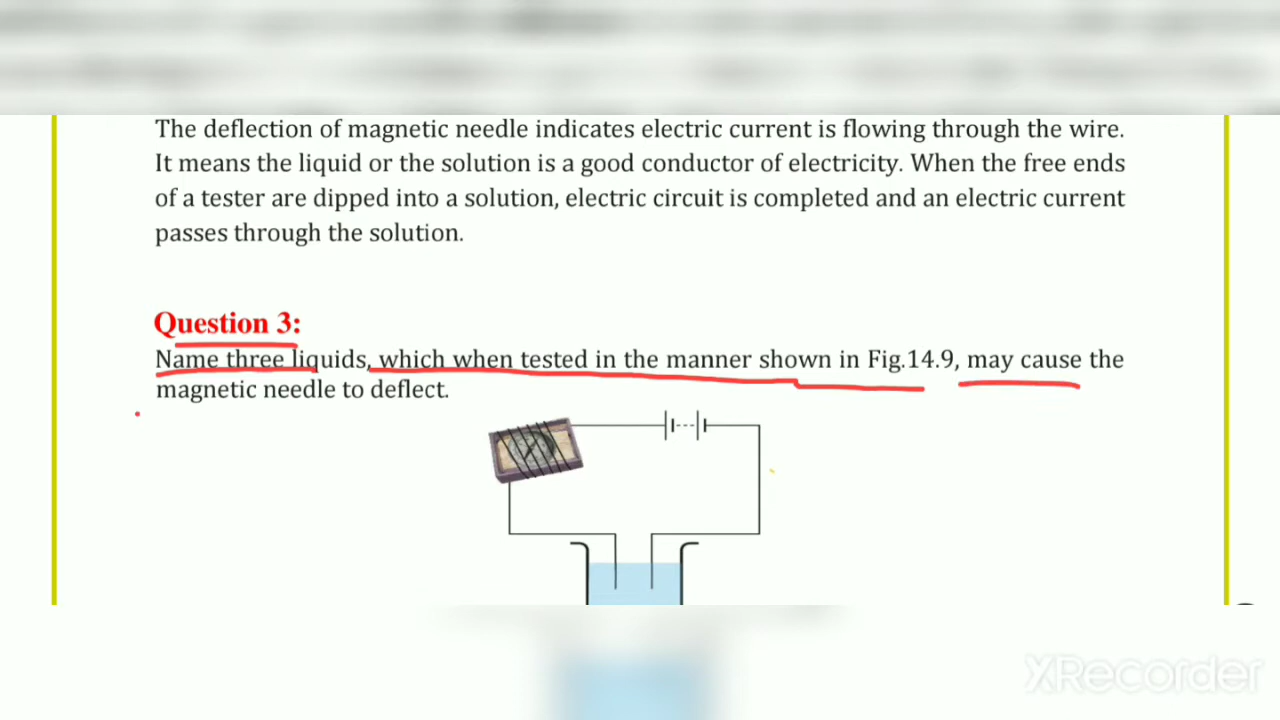 The deflection of magnetic needle indicates electric current is flowing through the wire.
It means the liquid or the solution is a good conductor of electricity. When the free ends
of a tester are dipped into a solution, electric circuit is completed and an electric current
passes through the solution.
Question 3:
Name three liquids, which when tested in the manner shown in Fig.14.9, may cause the
magnetic needle to deflect.
XRecorder